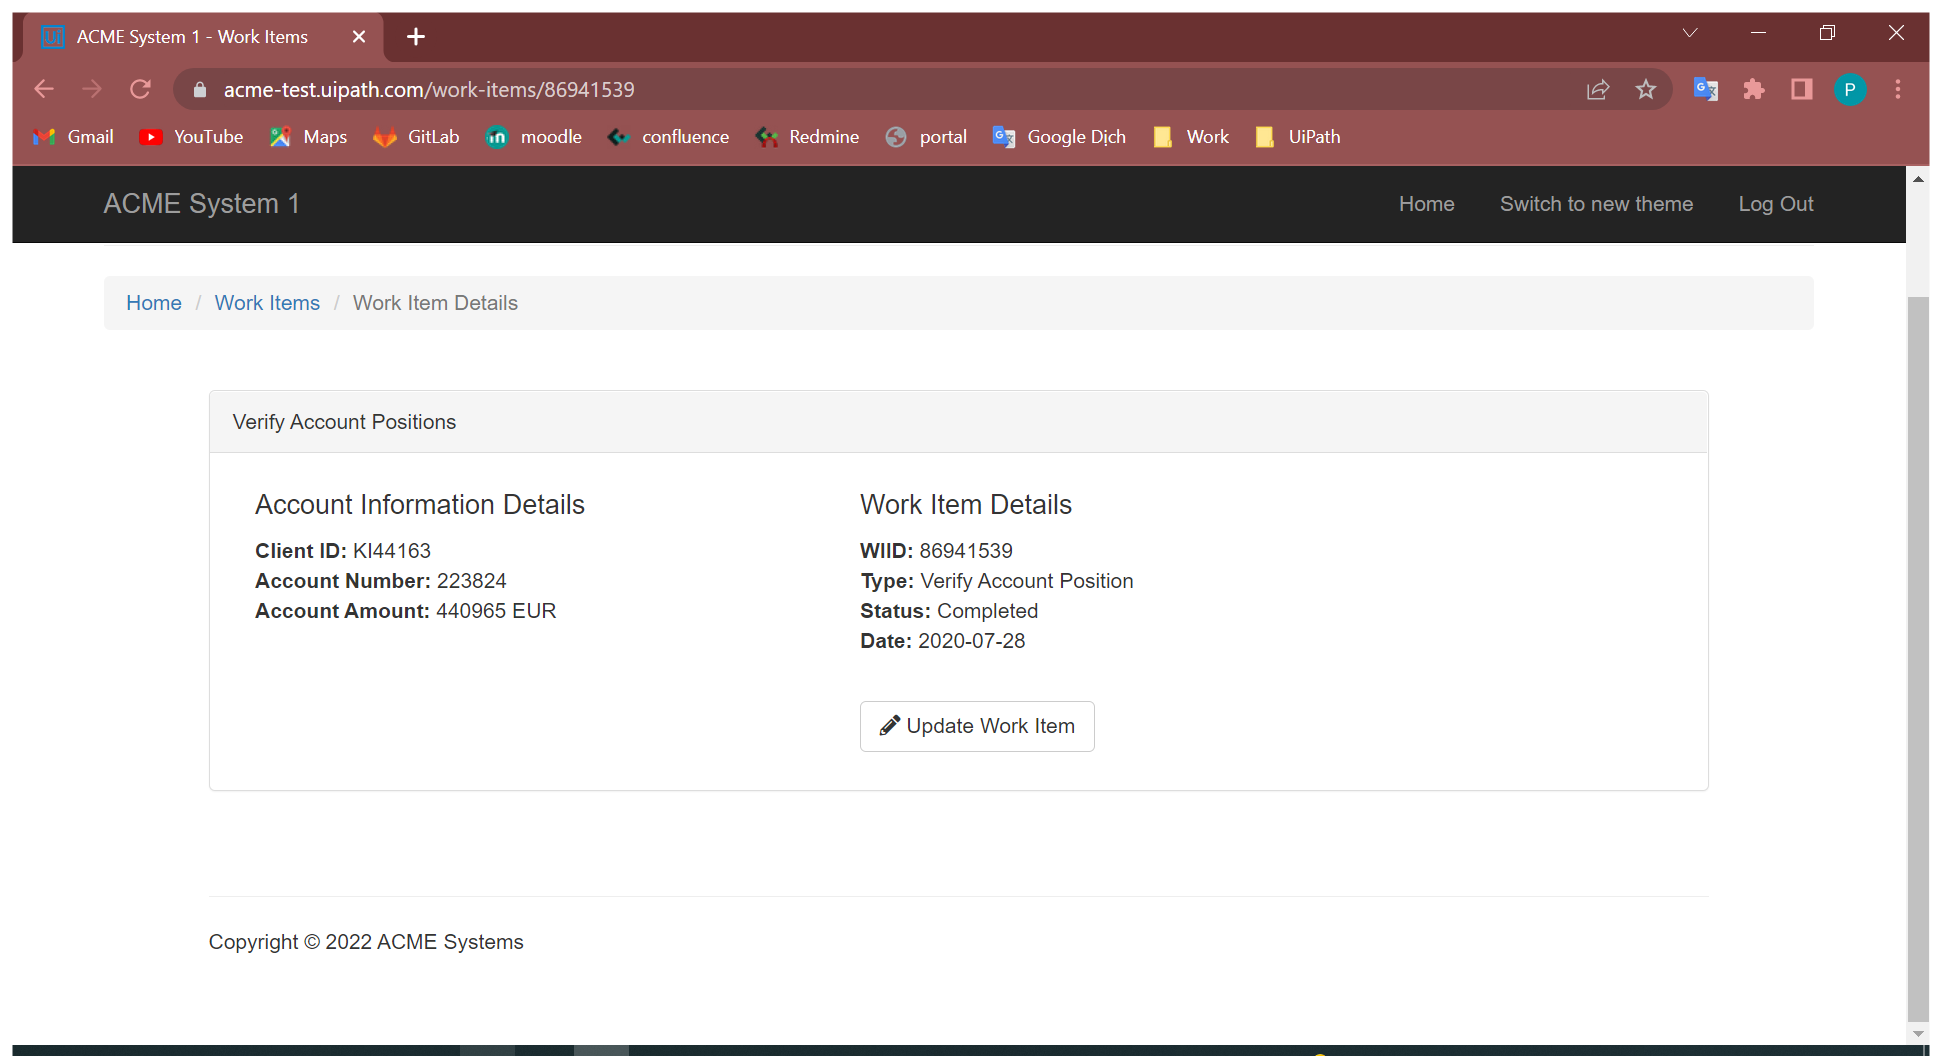 ACME System 1 - Work Items
acme-test.uipath.com/work-items/86941539
P
Gmail YouTube Maps GitLab moodle confluence Redmine portal Google Dịch Work UiPath
ACME System 1 Home Switch to new theme Log Out
Home / Work Items / Work Item Details
Verify Account Positions
Account Information Details
Client ID: KI44163
Account Number: 223824
Account Amount: 440965 EUR
Work Item Details
WIID: 86941539
Type: Verify Account Position
Status: Completed
Date: 2020-07-28
Update Work Item
Copyright © 2022 ACME Systems